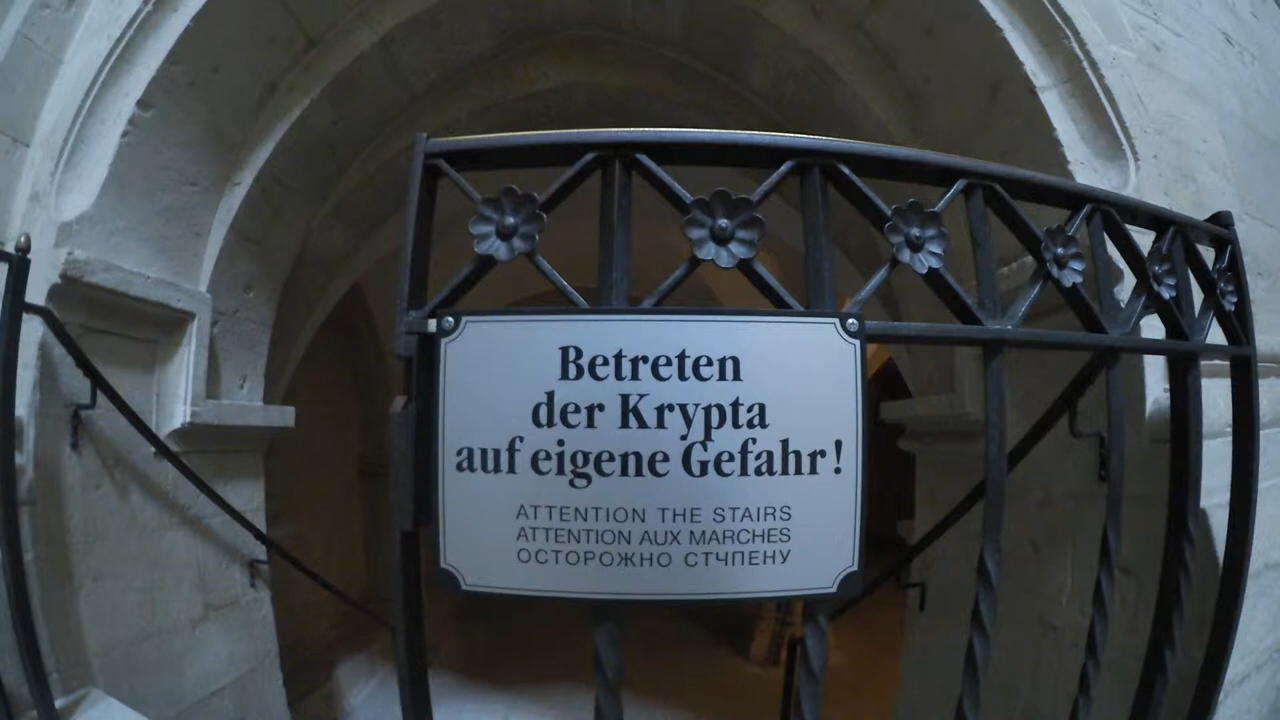 Betreten
der Krypta
auf eigene Gefahr!
ATTENTION THE STAIRS
ATTENTION AUX MARCHES
ОСТОРОЖНО СТЧПЕНУ